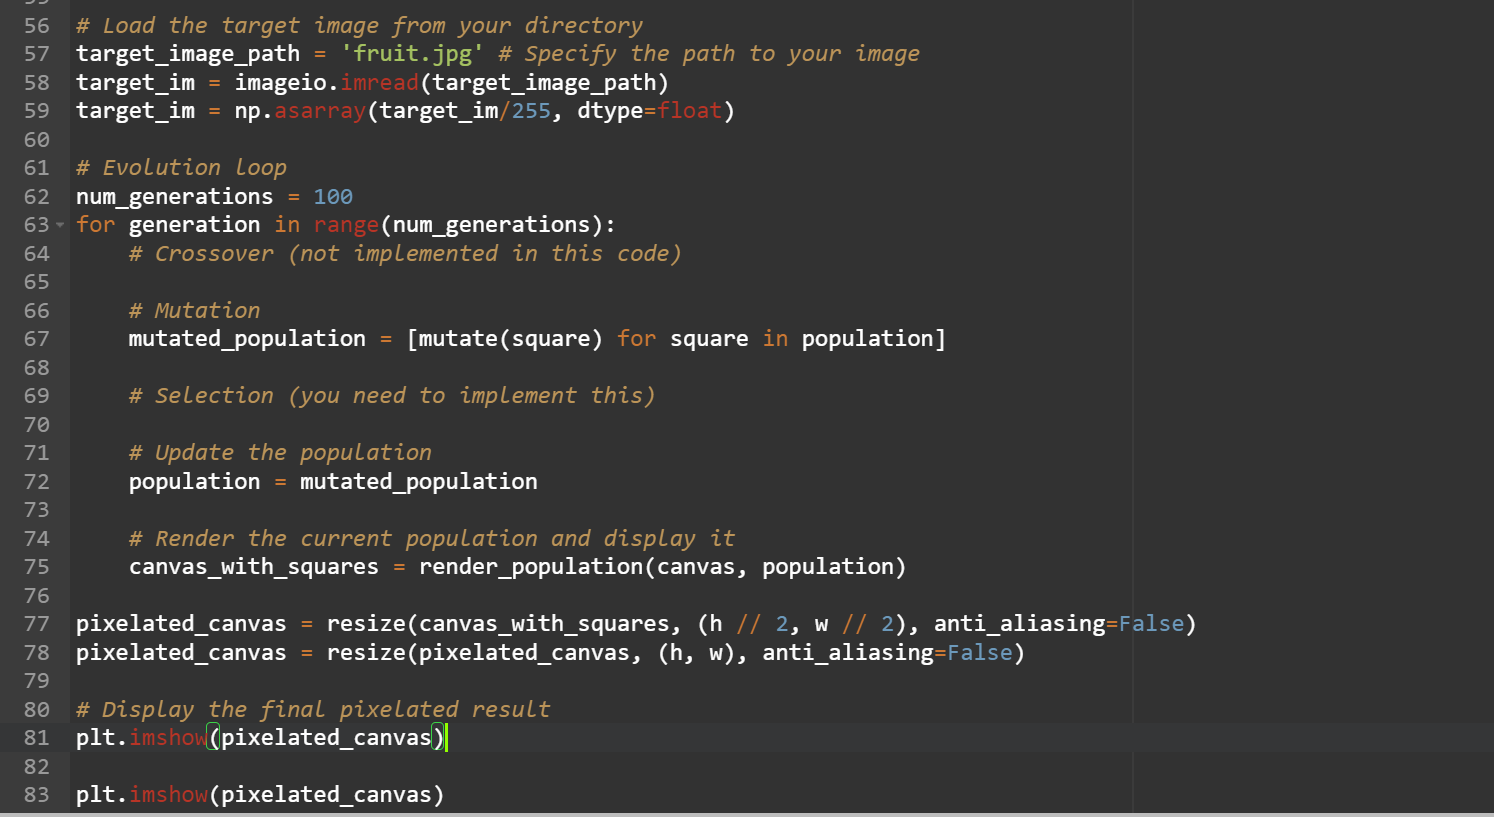 56 # Load the target image from your directory
57 target_image_path = 'fruit.jpg' # Specify the path to your image
58 target_im = imageio.imread(target_image_path)
59 target_im = np.asarray(target_im/255, dtype=float)
60
61 # Evolution loop
62 num_generations = 100
63 for generation in range(num_generations):
64     # Crossover (not implemented in this code)
65
66     # Mutation
67     mutated_population = [mutate(square) for square in population]
68
69     # Selection (you need to implement this)
70
71     # Update the population
72     population = mutated_population
73
74     # Render the current population and display it
75     canvas_with_squares = render_population(canvas, population)
76
77 pixelated_canvas = resize(canvas_with_squares, (h // 2, w // 2), anti_aliasing=False)
78 pixelated_canvas = resize(pixelated_canvas, (h, w), anti_aliasing=False)
79
80 # Display the final pixelated result
81 plt.imshow(pixelated_canvas)
82
83 plt.imshow(pixelated_canvas)